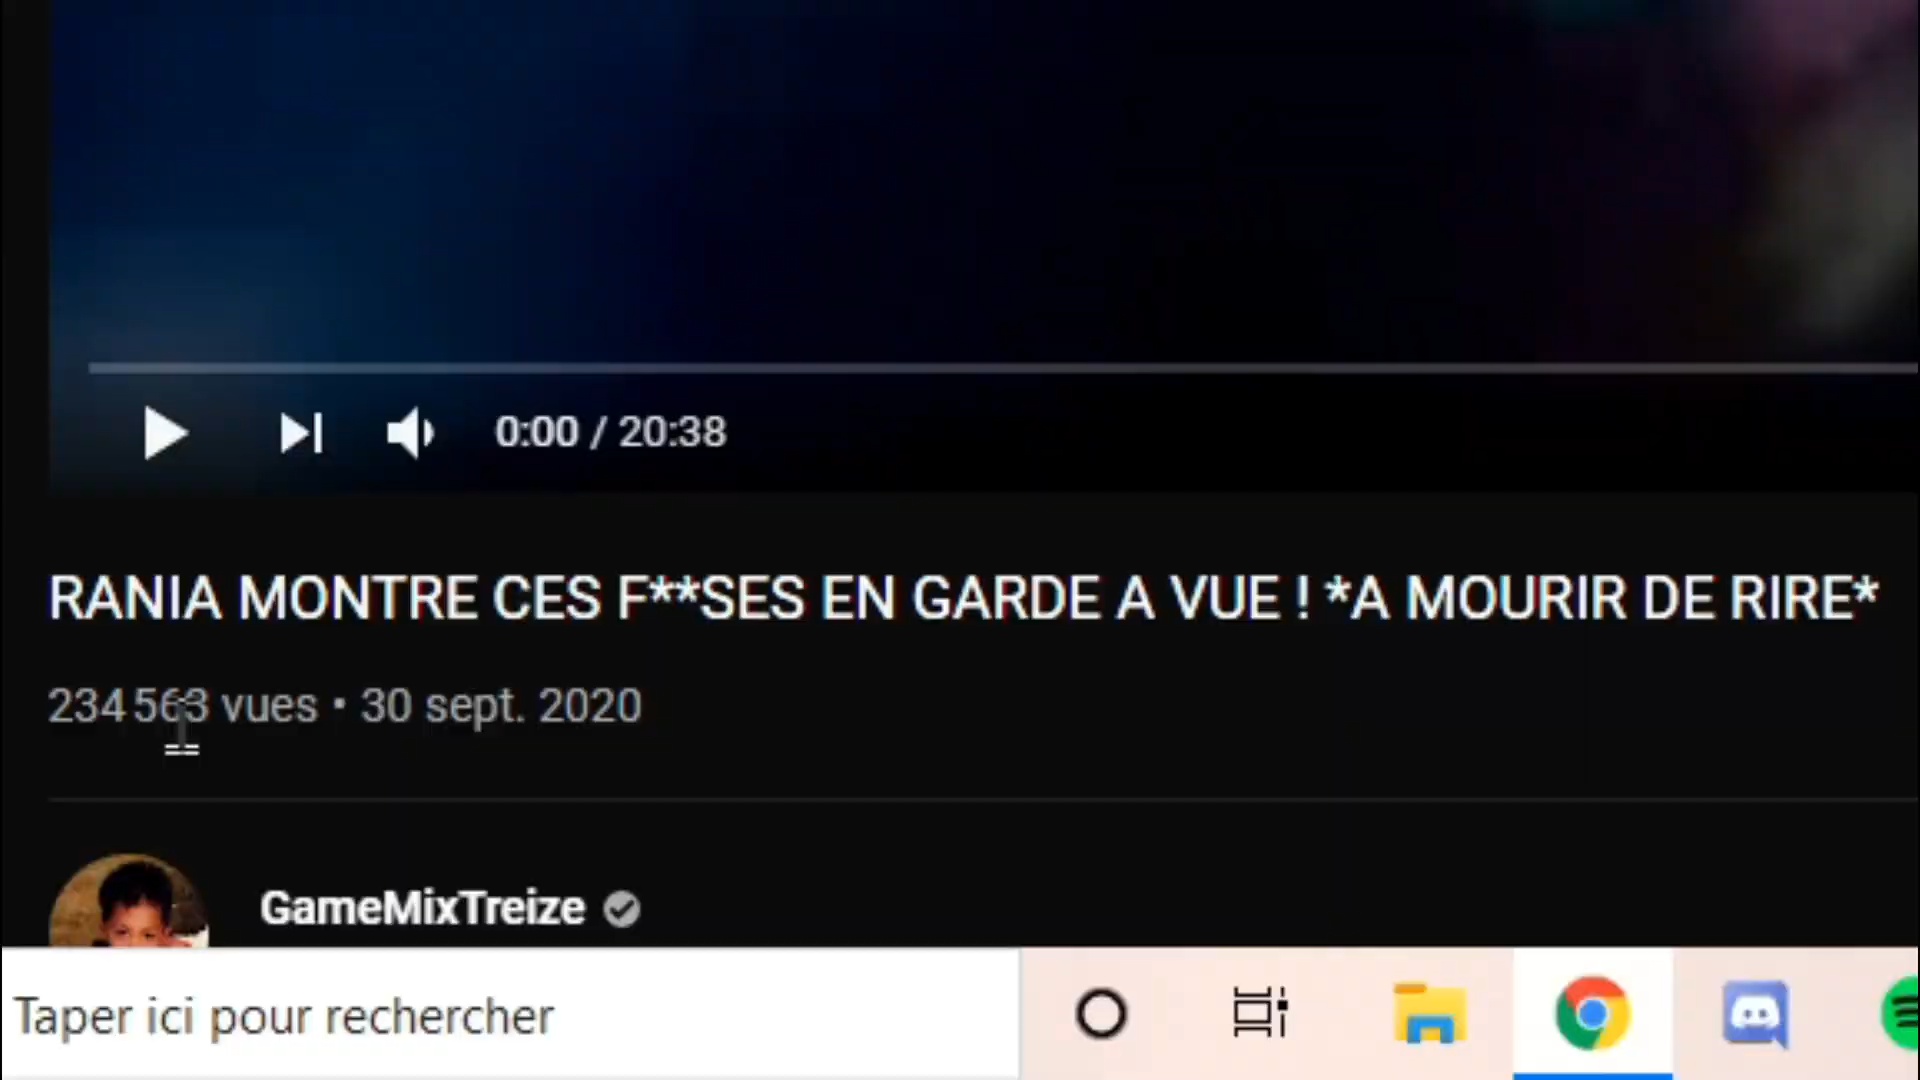 0:00 / 20:38
RANIA MONTRE CES F**SES EN GARDE A VUE ! *A MOURIR DE RIRE*
234 563 vues • 30 sept. 2020
GameMixTreize
Taper ici pour rechercher